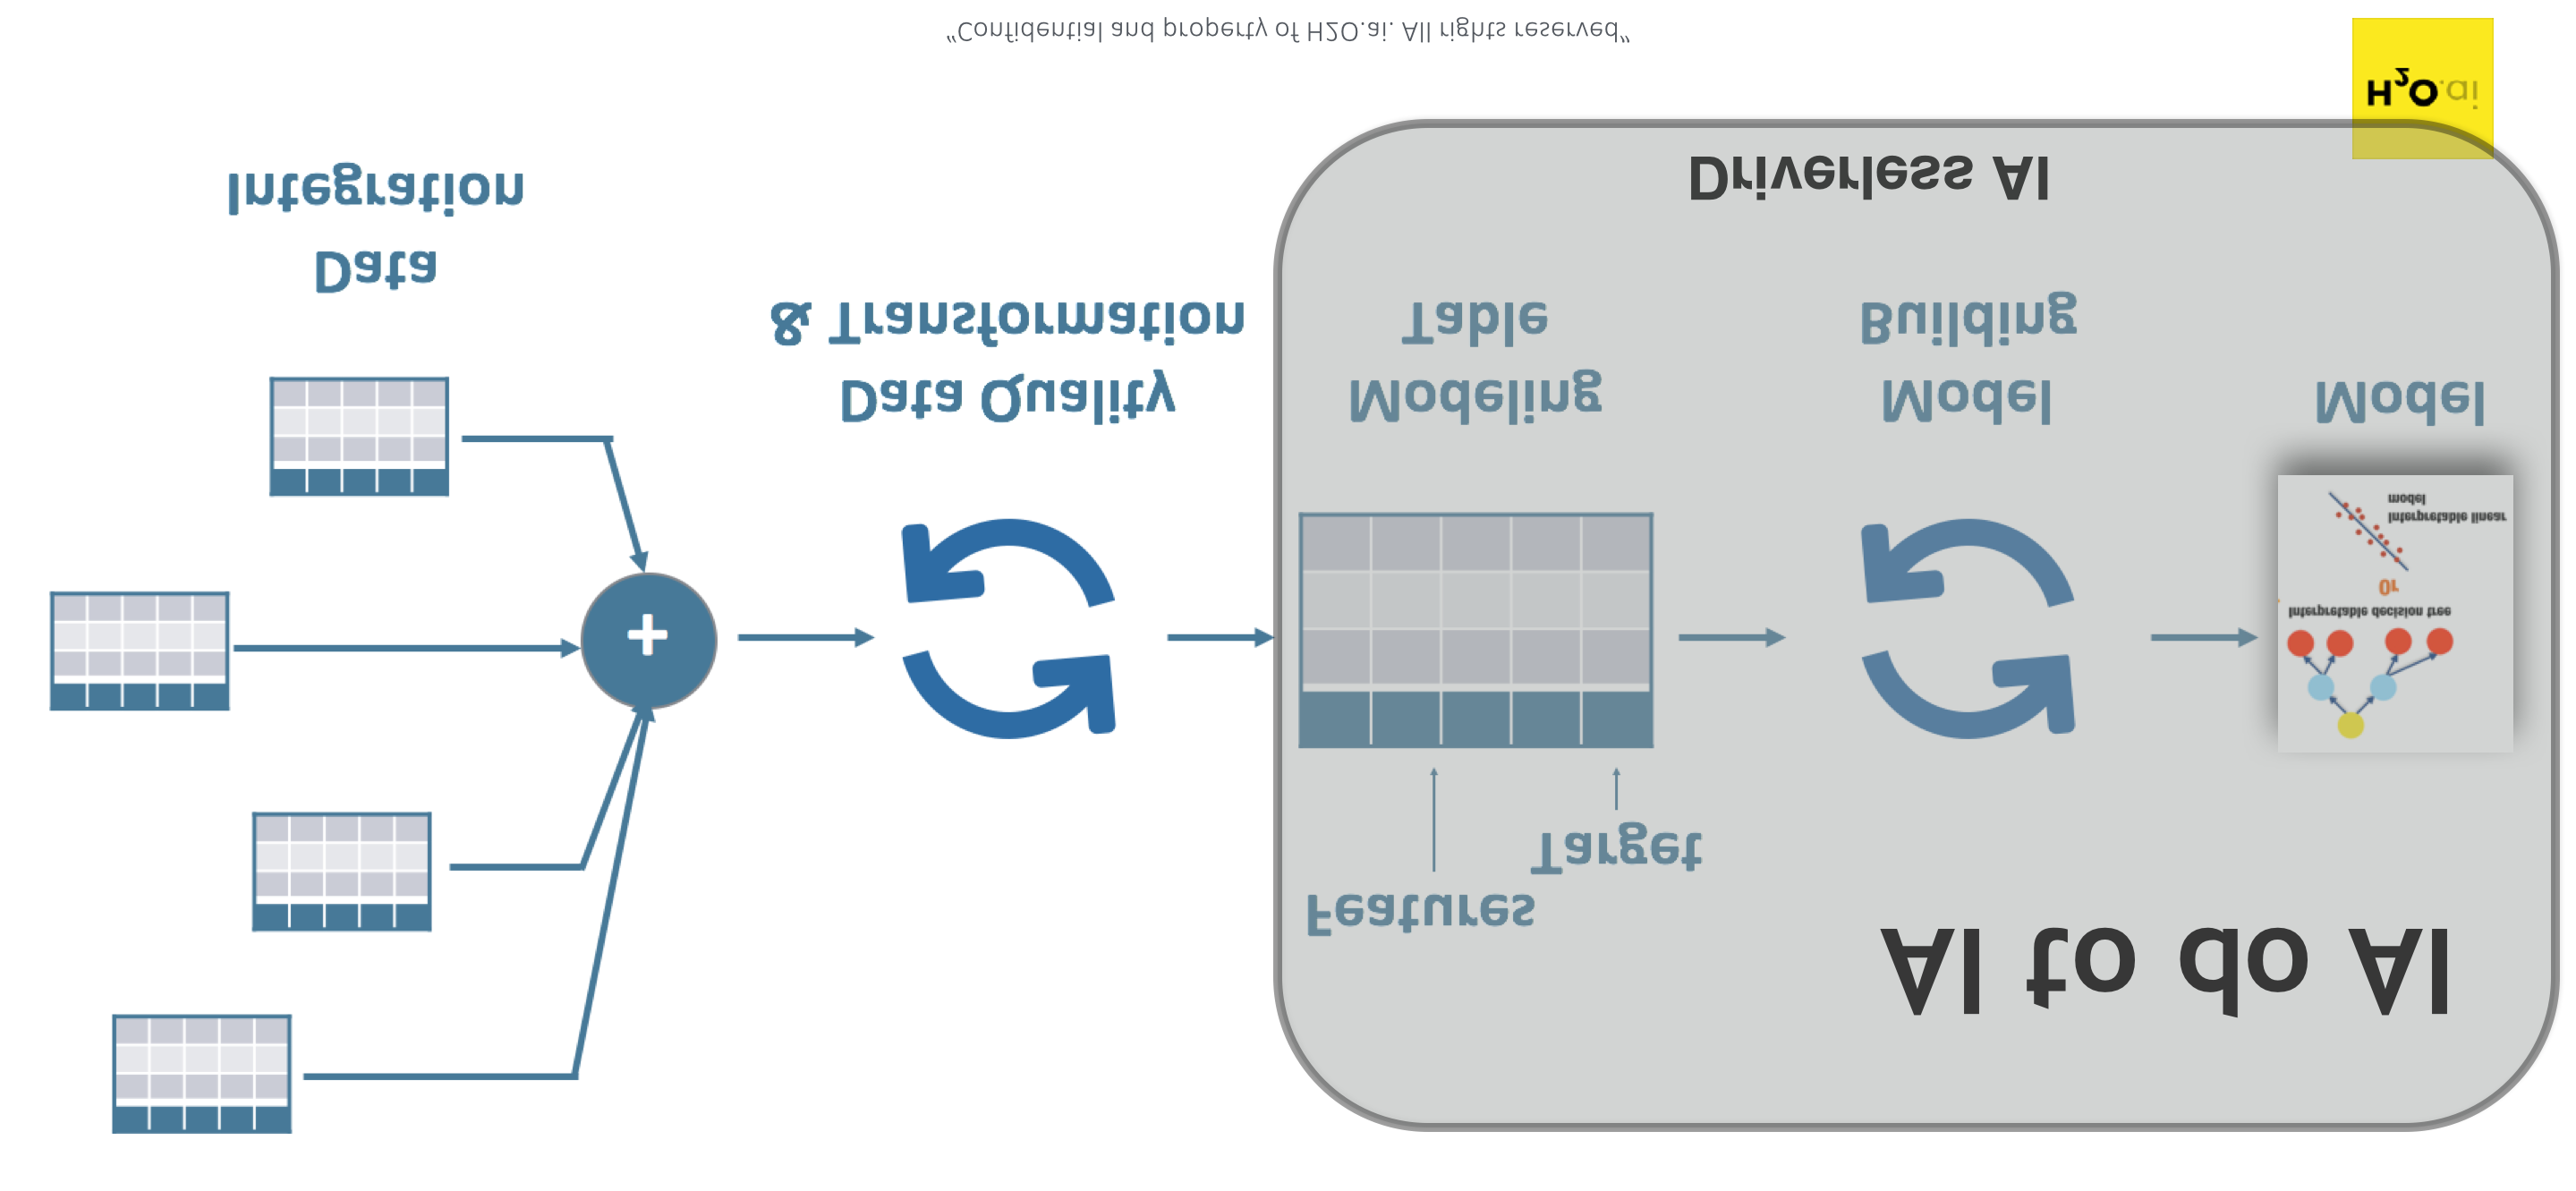 AI to do AI
Features
Target
+
Interpretable decision tree
Or
Interpretable linear
model
Data Quality
& Transformation
Modeling
Table
Model
Building
Model
Data
Integration
Driverless AI
H2O.ai
“Confidential and property of H2O.ai. All rights reserved”